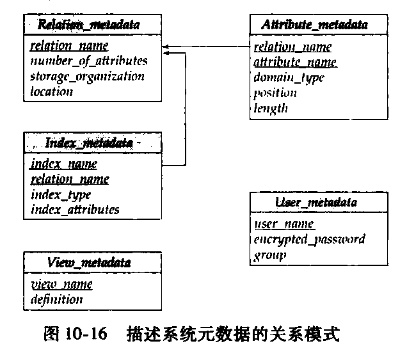 Relation_metadata
relation_name
number_of_attributes
storage_organization
location
Attribute_metadata
relation_name
attribute_name
domain_type
position
length
Index_metadata
index_name
relation_name
index_type
index_attributes
User_metadata
user_name
encrypted_password
group
View_metadata
view_name
definition
图 10-16 描述系统元数据的关系模式